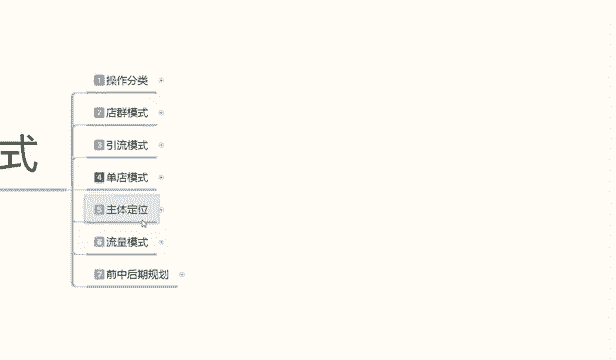 式
1 操作分类
2 店群模式
3 引流模式
4 单店模式
5 主体定位
6 流量模式
7 前中后期规划